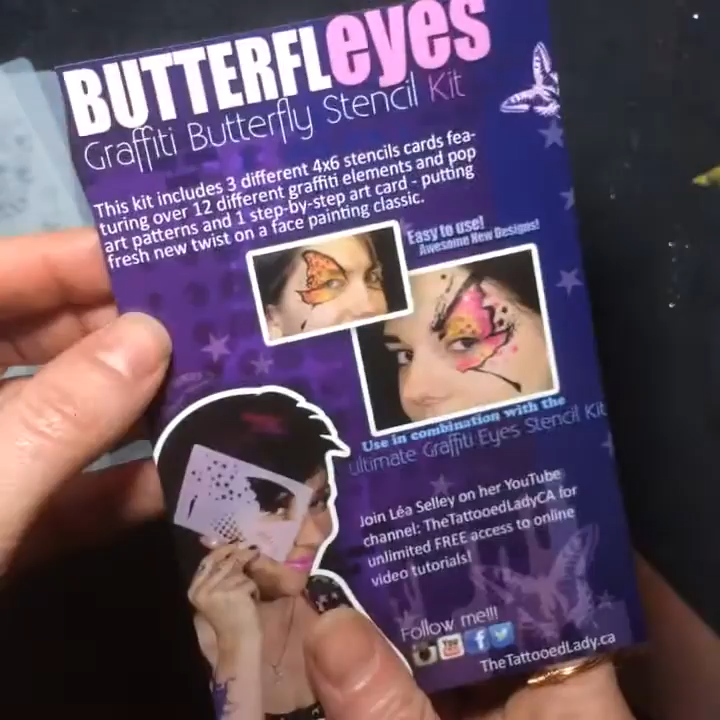 BUTTERFLeyes
Graffiti Butterfly Stencil Kit
This kit includes 3 different 4x6 stencils cards fea-
turing over 12 different graffiti elements and pop
art patterns and 1 step-by-step art card - putting
fresh new twist on a face painting classic.
Easy to use!
Awesome New Designs!
Use in combination with the
Ultimate Graffiti Eyes Stencil Kit
Join Léa Selley on her YouTube
channel: TheTattooedLadyCA for
unlimited FREE access to online
video tutorials!
Follow me!!!
TheTattooedLady.ca